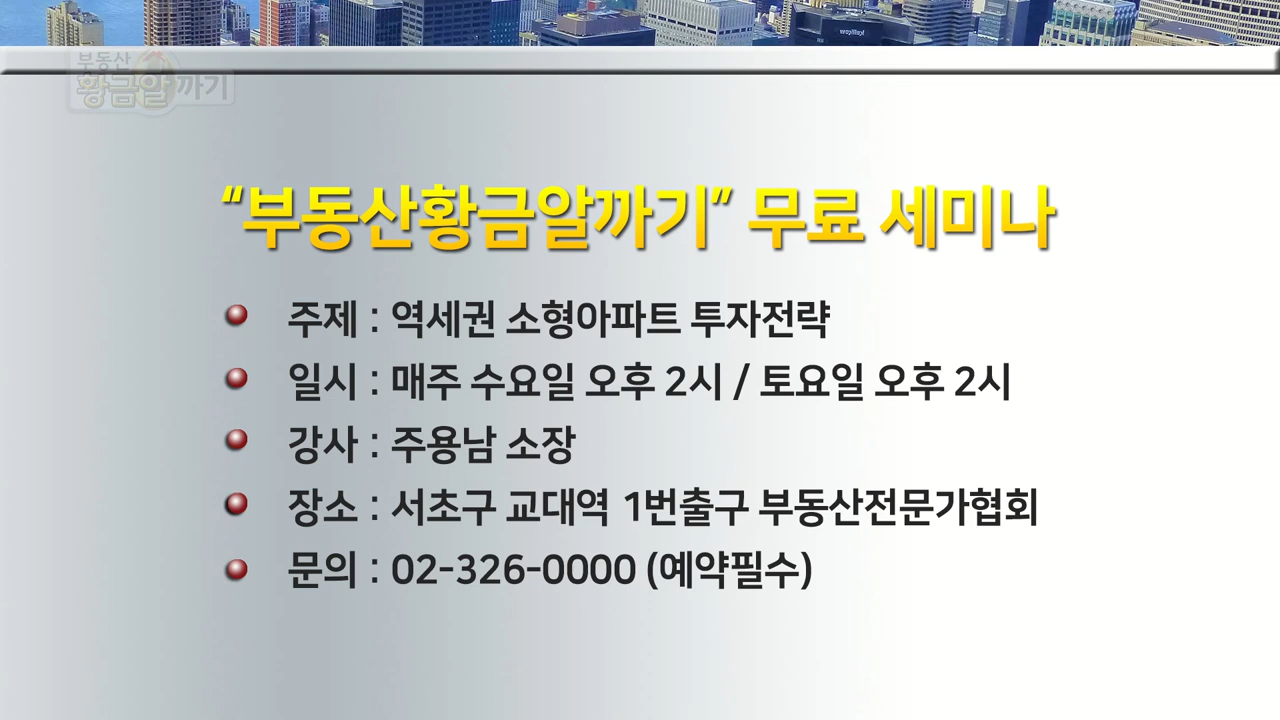 부동산
황금알까기
“부동산황금알까기” 무료 세미나
주제 : 역세권 소형아파트 투자전략
일시 : 매주 수요일 오후 2시 / 토요일 오후 2시
강사 : 주용남 소장
장소 : 서초구 교대역 1번출구 부동산전문가협회
문의 : 02-326-0000 (예약필수)